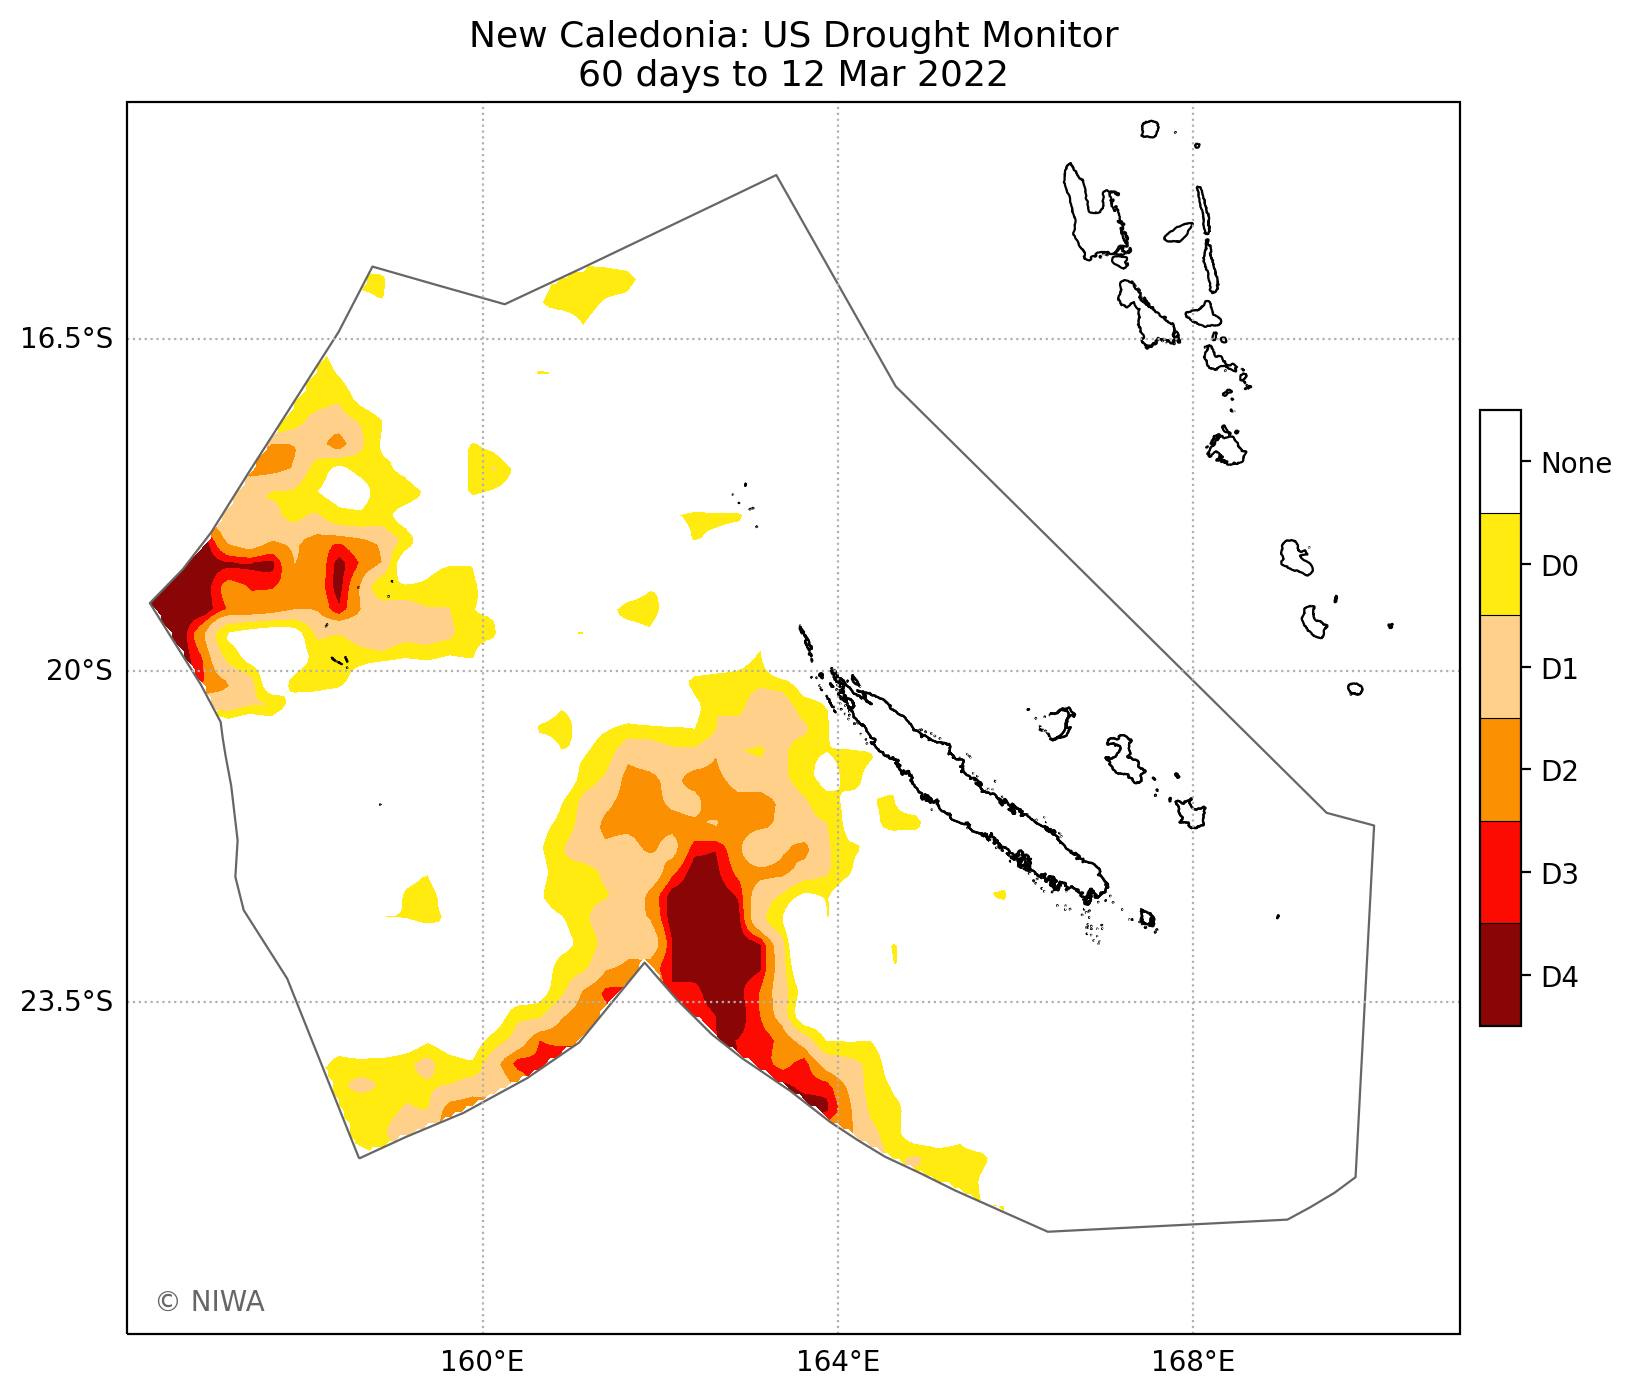 New Caledonia: US Drought Monitor
60 days to 12 Mar 2022
16.5°S
20°S
23.5°S
160°E
164°E
168°E
None
D0
D1
D2
D3
D4
© NIWA